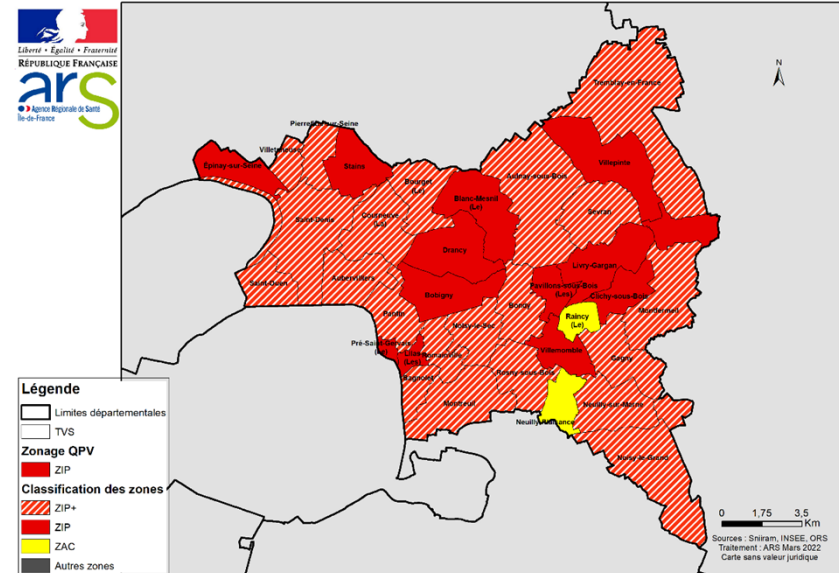 Liberté • Égalité • Fraternité
RÉPUBLIQUE FRANÇAISE
ars
Agence Régionale de Santé
Île-de-France
N
Tremblay-en-France
Villetaneuse
Épinay-sur-Seine
Stains
Villepinte
Aulnay-sous-Bois
Bourget
(Le)
Blanc-Mesnil
(Le)
Sevran
Saint-Denis
Courneuve
(La)
Drancy
Livry-Gargan
Saint-Ouen
Aubervilliers
Pavillons-sous-Bois
(Les)
Clichy-sous-Bois
Bobigny
Pantin
Bondy
Raincy
(Le)
Montfermeil
Noisy-le-Sec
Pré-Saint-Gervais
(Le)
(Les)
Romainville
Villemomble
Gagny
Rosny-sous-Bois
Bagnolet
Montreuil
Neuilly-sur-Marne
Neuilly-Plaisance
Noisy-le-Grand
Légende
Limites départementales
TVS
Zonage QPV
ZIP
Classification des zones
ZIP+
ZIP
ZAC
Autres zones
0 1,75 3,5
Km
Sources : Sniiram, INSEE, ORS
Traitement : ARS Mars 2022
Carte sans valeur juridique